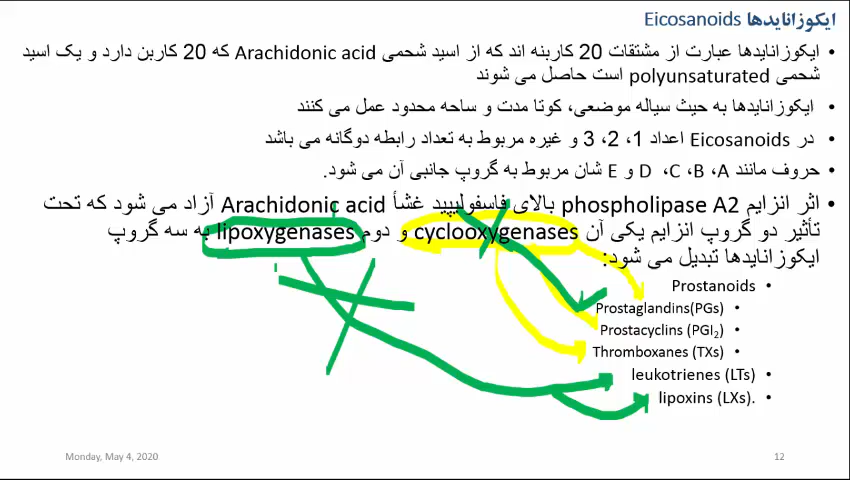 ایکوزانایدها Eicosanoids
• ایکوزانایدها عبارت از مشتقات 20 کاربنه اند که از اسید شحمی Arachidonic acid که 20 کاربن دارد و یک اسید
شحمی polyunsaturated است حاصل می شوند
• ایکوزانایدها به حیث سیاله موضعی، کوتا مدت و ساحه محدود عمل می کنند
• در Eicosanoids اعداد 1، 2، 3 و غیره مربوط به تعداد رابطه دوگانه می باشد
• حروف مانند A، B، C، D و E شان مربوط به گروپ جانبی آن می شود.
• اثر انزایم phospholipase A2 بالای فاسفولیپید غشأ Arachidonic acid آزاد می شود که تحت
تأثیر دو گروپ انزایم یکی آن cyclooxygenases و دوم lipoxygenases به سه گروپ
ایکوزانایدها تبدیل می شود:
• Prostanoids
• Prostaglandins(PGs)
• Prostacyclins (PGI₂)
• Thromboxanes (TXs)
• leukotrienes (LTs)
• lipoxins (LXs).
Monday, May 4, 2020
12